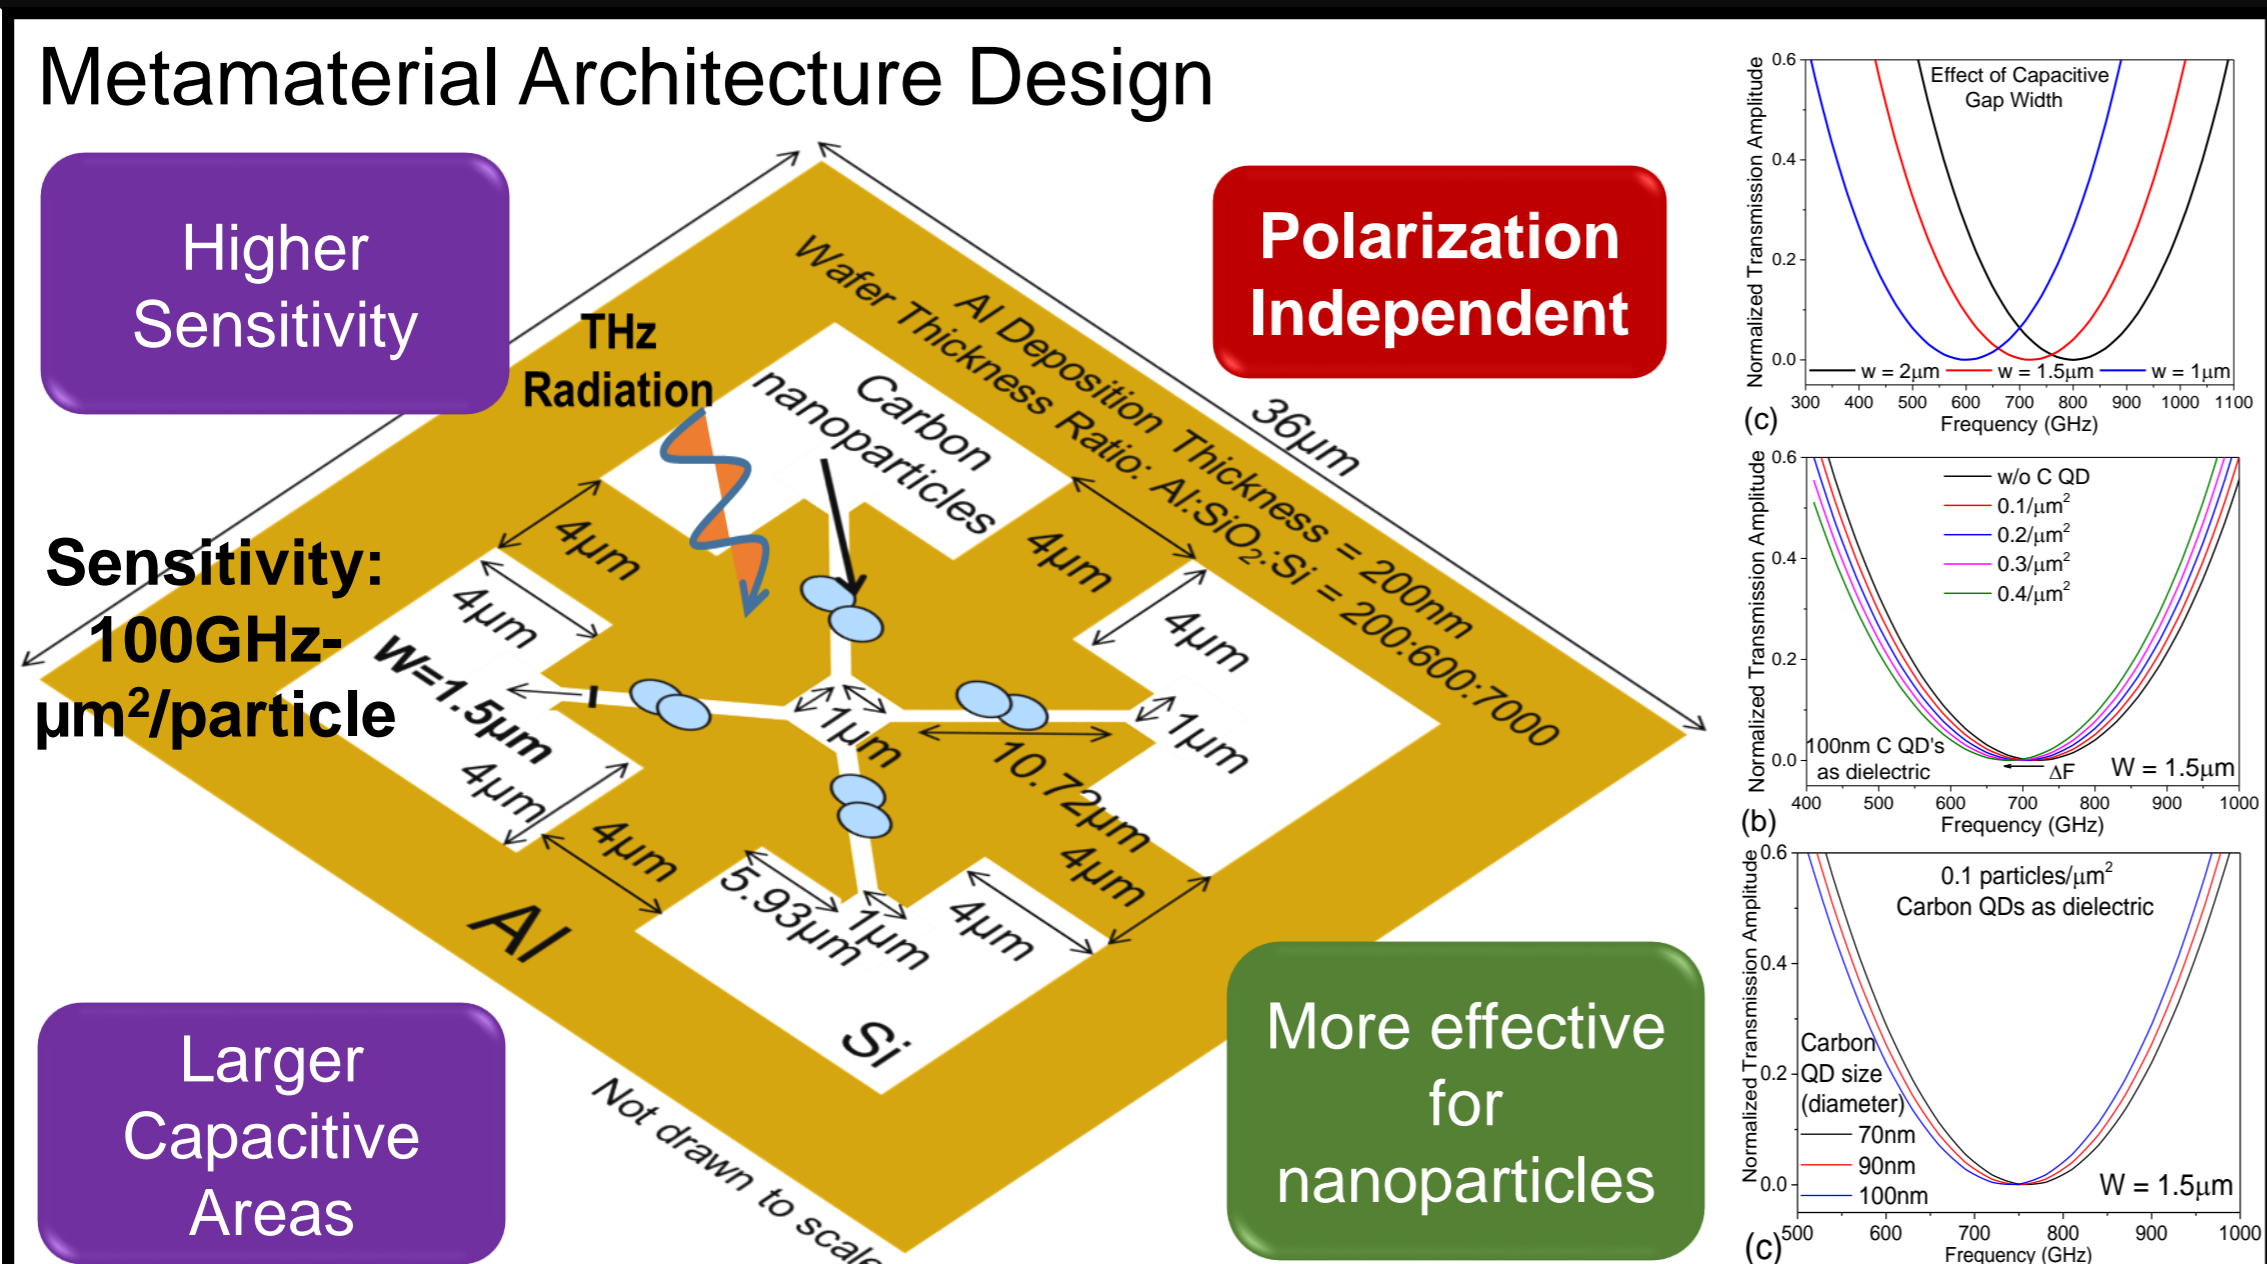 Metamaterial Architecture Design
Higher
Sensitivity
Polarization
Independent
THz
Radiation
Carbon
nanoparticles
Al Deposition Thickness = 200nm
Wafer Thickness Ratio: Al:SiO2:Si = 200:600:7000
36µm
Sensitivity:
100GHz-
µm²/particle
4µm
4µm
4µm
4µm
W=1.5µm
1µm
10.72µm
1µm
4µm
4µm
4µm
5.93µm
1µm
4µm
Al
Si
Not drawn to scale
Larger
Capacitive
Areas
More effective
for
nanoparticles
Normalized Transmission Amplitude
0.6
0.4
0.2
0.0
Effect of Capacitive
Gap Width
w = 2µm w = 1.5µm w = 1µm
300 400 500 600 700 800 900 1000 1100
(c)
Frequency (GHz)
Normalized Transmission Amplitude
0.6
0.4
0.2
0.0
w/o C QD
0.1/µm²
0.2/µm²
0.3/µm²
0.4/µm²
100nm C QD's
as dielectric
ΔF
W = 1.5µm
400 500 600 700 800 900 1000
(b)
Frequency (GHz)
Normalized Transmission Amplitude
0.6
0.4
0.2
0.0
0.1 particles/µm²
Carbon QDs as dielectric
Carbon
QD size
(diameter)
70nm
90nm
100nm
W = 1.5µm
500 600 700 800 900 1000
(c)
Frequency (GHz)